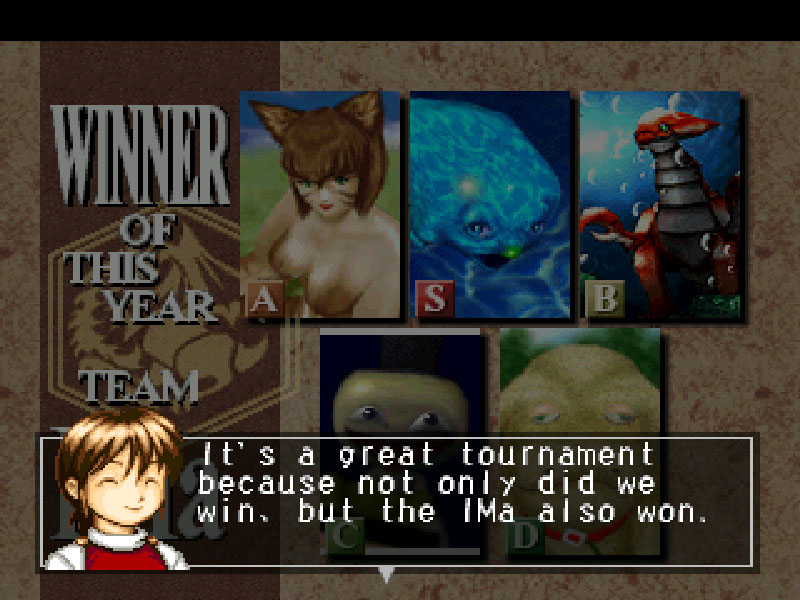 WINNER
OF
THIS
YEAR
TEAM
A
S
B
C
D
It's a great tournament
because not only did we
win, but the IMa also won.